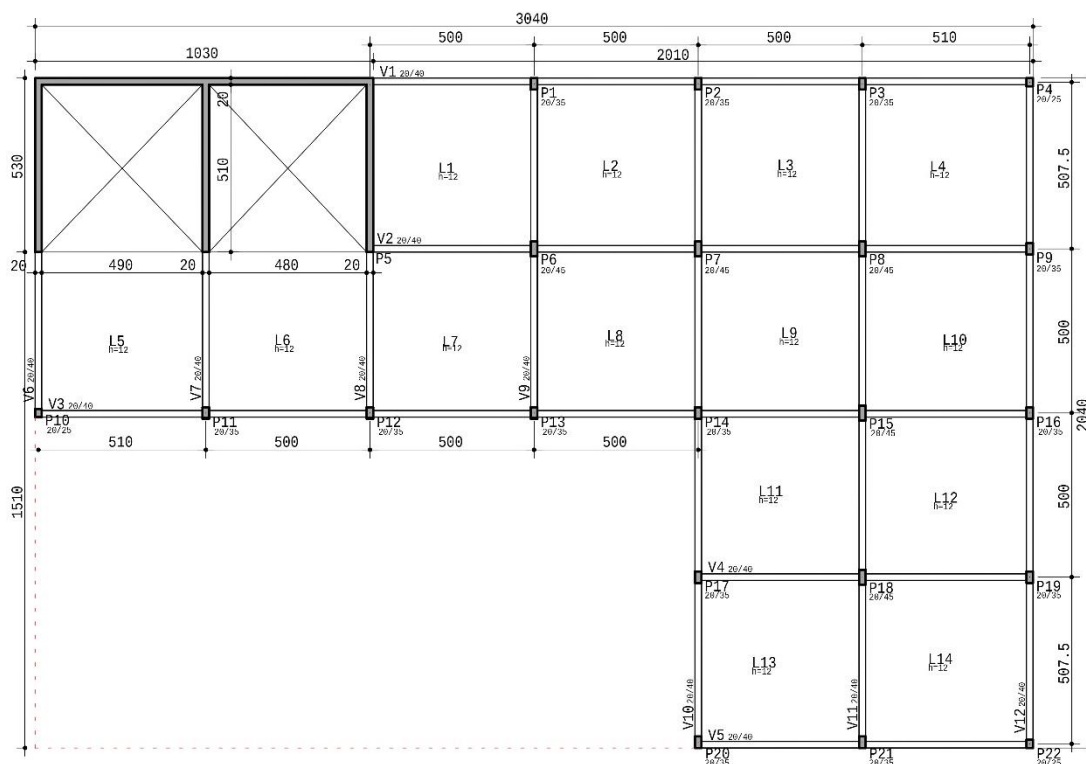 3040
500
500
500
510
1030
2010
V1 20/40
20
P1
20/35
P2
20/35
P3
20/35
P4
20/25
530
510
507.5
L1
h=12
L2
h=12
L3
h=12
L4
h=12
V2 20/40
20
490
20
480
20
P5
P6
20/45
P7
20/45
P8
20/45
P9
20/35
L5
h=12
L6
h=12
L7
h=12
L8
h=12
L9
h=12
L10
h=12
500
V6 20/40
V7 20/40
V8 20/40
V9 20/40
2040
V3 20/40
P10
20/25
P11
20/35
P12
20/35
P13
20/35
P14
20/35
P15
20/45
P16
20/35
510
500
500
500
1510
L11
h=12
L12
h=12
500
V4 20/40
P17
20/35
P18
20/45
P19
20/35
L13
h=12
L14
h=12
507.5
V10 20/40
V11 20/40
V12 20/40
V5 20/40
P20
20/35
P21
20/35
P22
20/25